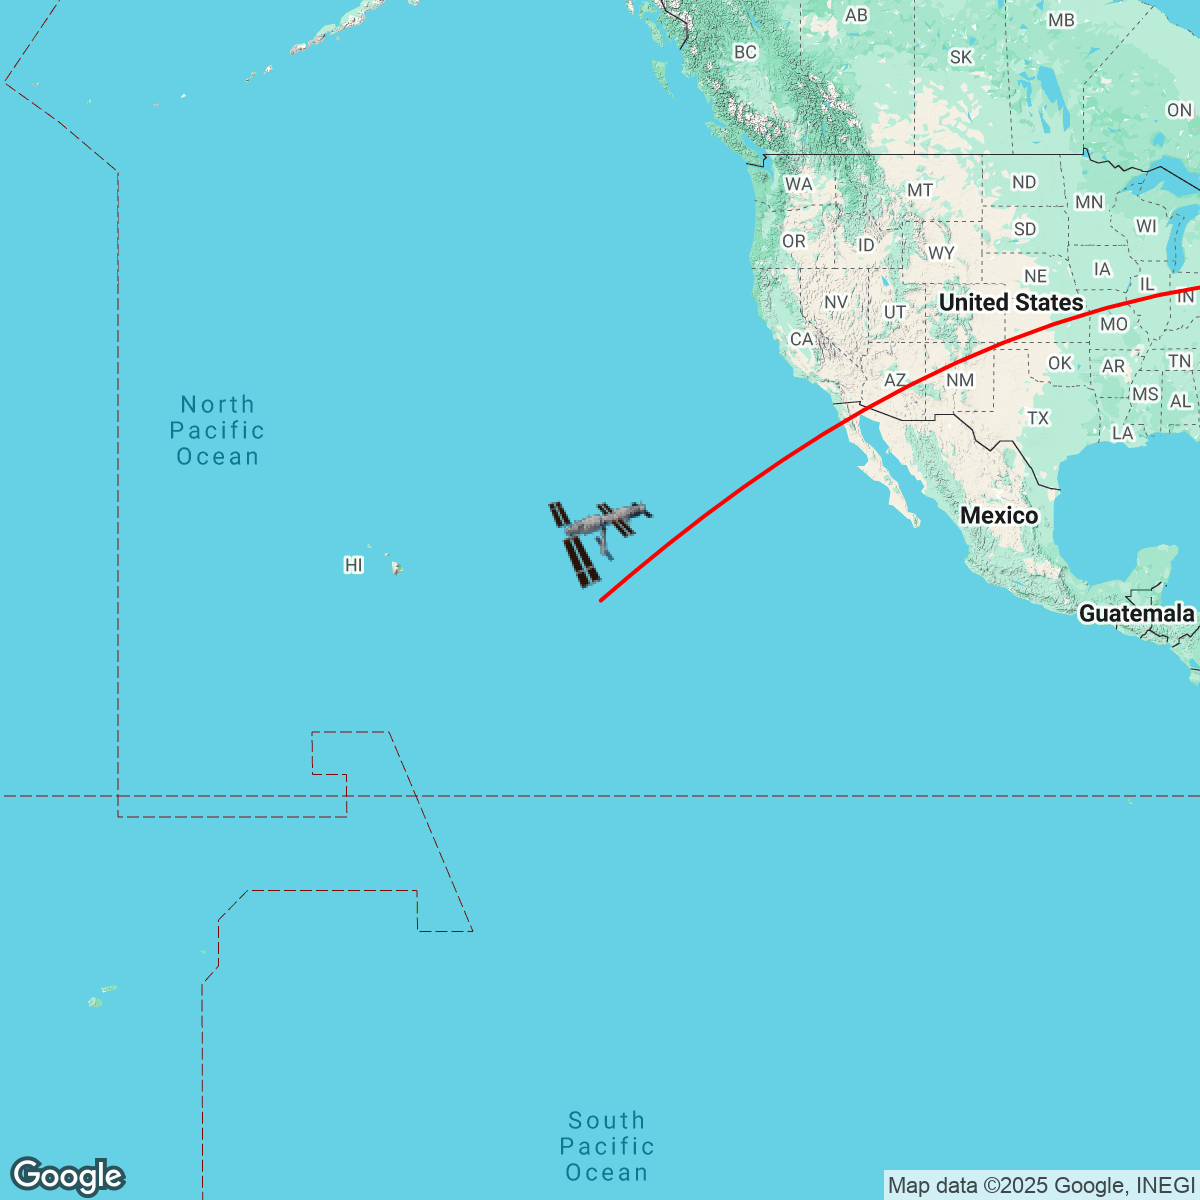 AB
MB
BC
SK
ON
WA
MT
ND
MN
OR
ID
SD
WI
WY
NE
IA
IL
IN
NV
UT
United States
MO
CA
OK
AR
TN
AZ
NM
MS
AL
TX
LA
North
Pacific
Ocean
Mexico
HI
Guatemala
South
Pacific
Ocean
Google
Map data ©2025 Google, INEGI